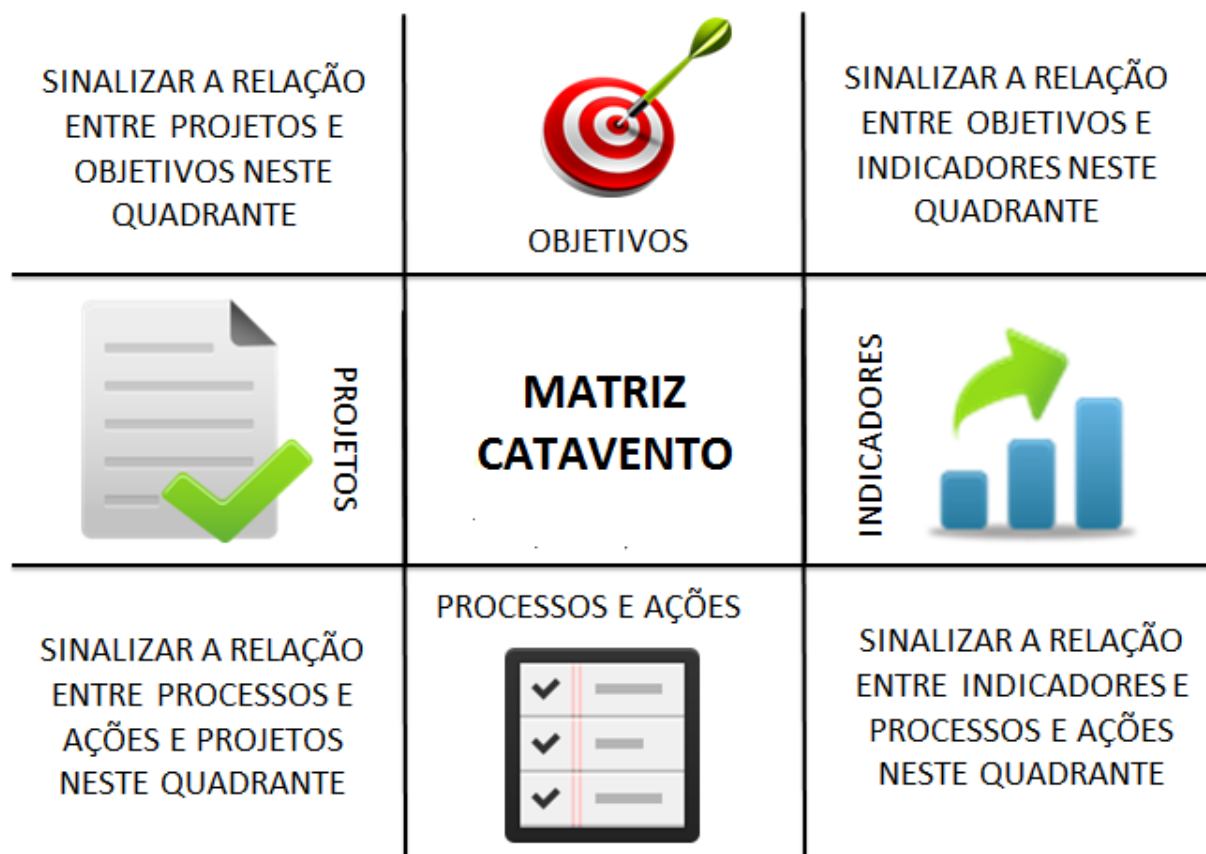 SINALIZAR A RELAÇÃO
ENTRE PROJETOS E
OBJETIVOS NESTE
QUADRANTE
OBJETIVOS
SINALIZAR A RELAÇÃO
ENTRE OBJETIVOS E
INDICADORES NESTE
QUADRANTE
PROJETOS
MATRIZ
CATAVENTO
INDICADORES
SINALIZAR A RELAÇÃO
ENTRE PROCESSOS E
AÇÕES E PROJETOS
NESTE QUADRANTE
PROCESSOS E AÇÕES
SINALIZAR A RELAÇÃO
ENTRE INDICADORES E
PROCESSOS E AÇÕES
NESTE QUADRANTE